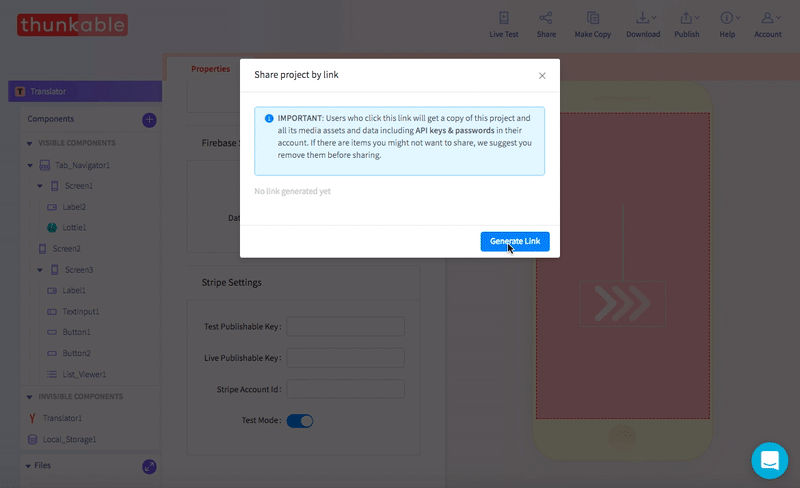 thunkable
Live Test
Share
Make Copy
Download
Publish
Help
Account
Properties
Translator
Components
VISIBLE COMPONENTS
Tab_Navigator1
Screen1
Label2
Lottie1
Screen2
Screen3
Label1
TextInput1
Button1
Button2
List_Viewer1
INVISIBLE COMPONENTS
Translator1
Local_Storage1
Files
Firebase
Share project by link
IMPORTANT: Users who click this link will get a copy of this project and
all its media assets and data including API keys & passwords in their
account. If there are items you might not want to share, we suggest you
remove them before sharing.
No link generated yet
Generate Link
Stripe Settings
Test Publishable Key:
Live Publishable Key:
Stripe Account Id:
Test Mode: